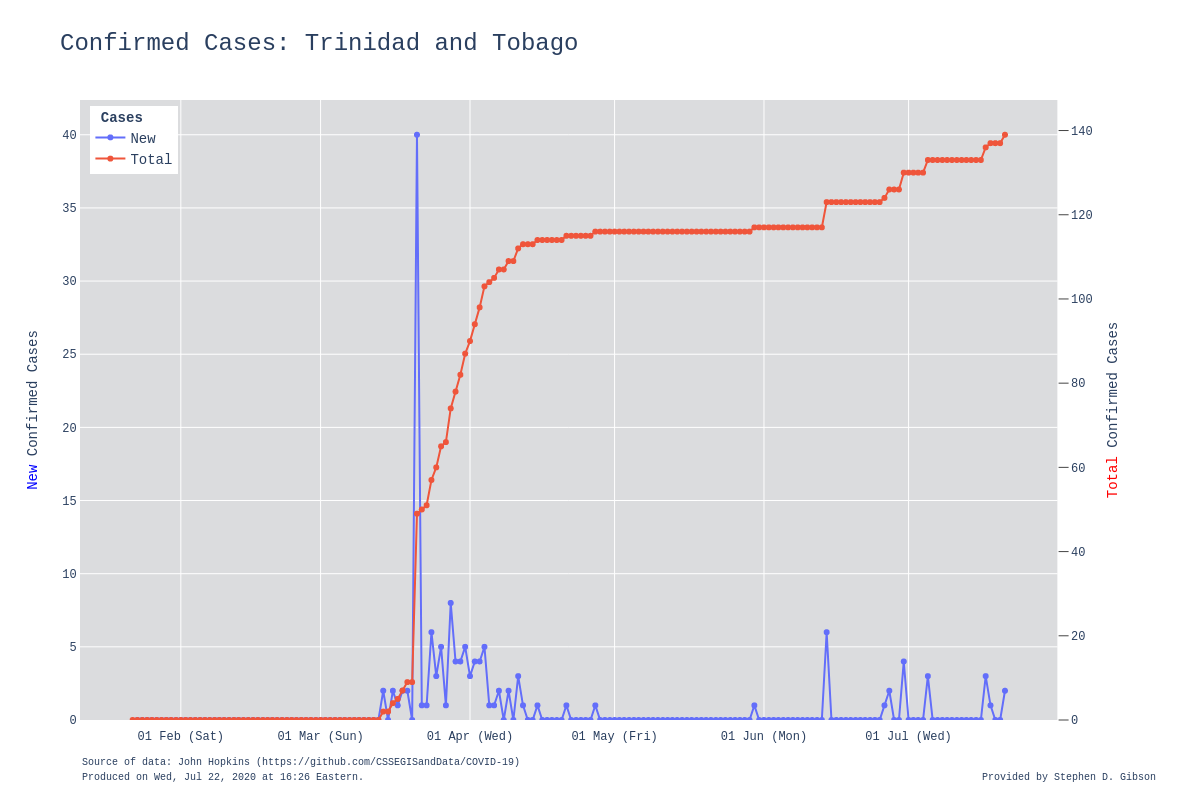 Confirmed Cases: Trinidad and Tobago
Cases
New
Total
40
35
30
25
20
15
10
5
0
New Confirmed Cases
140
120
100
80
60
40
20
0
Total Confirmed Cases
01 Feb (Sat)
01 Mar (Sun)
01 Apr (Wed)
01 May (Fri)
01 Jun (Mon)
01 Jul (Wed)
Source of data: John Hopkins (https://github.com/CSSEGISandData/COVID-19)
Produced on Wed, Jul 22, 2020 at 16:26 Eastern.
Provided by Stephen D. Gibson